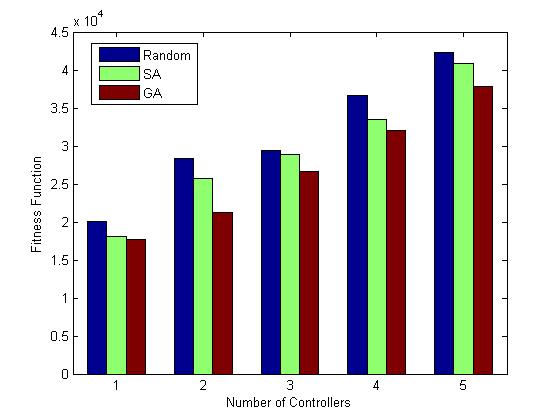 x 10^4
4.5
4
3.5
3
2.5
2
1.5
1
0.5
0
Fitness Function
Random
SA
GA
1 2 3 4 5
Number of Controllers